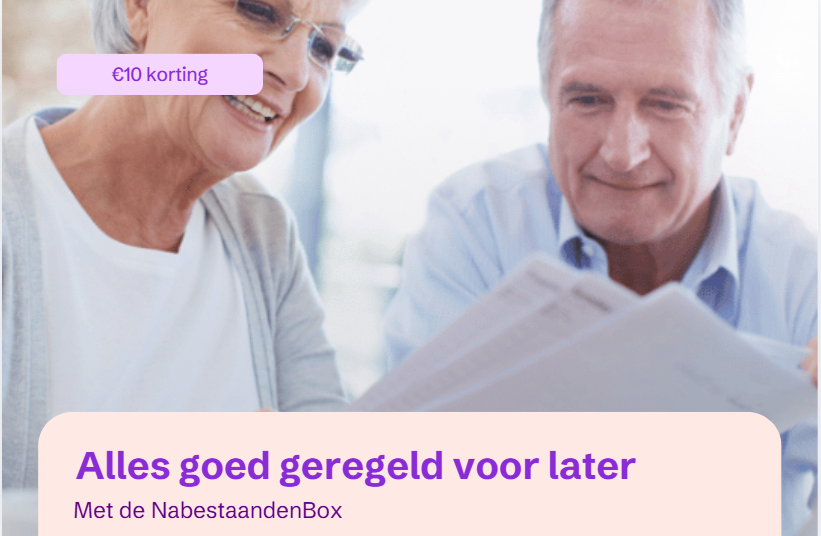 €10 korting
Alles goed geregeld voor later
Met de NabestaandenBox